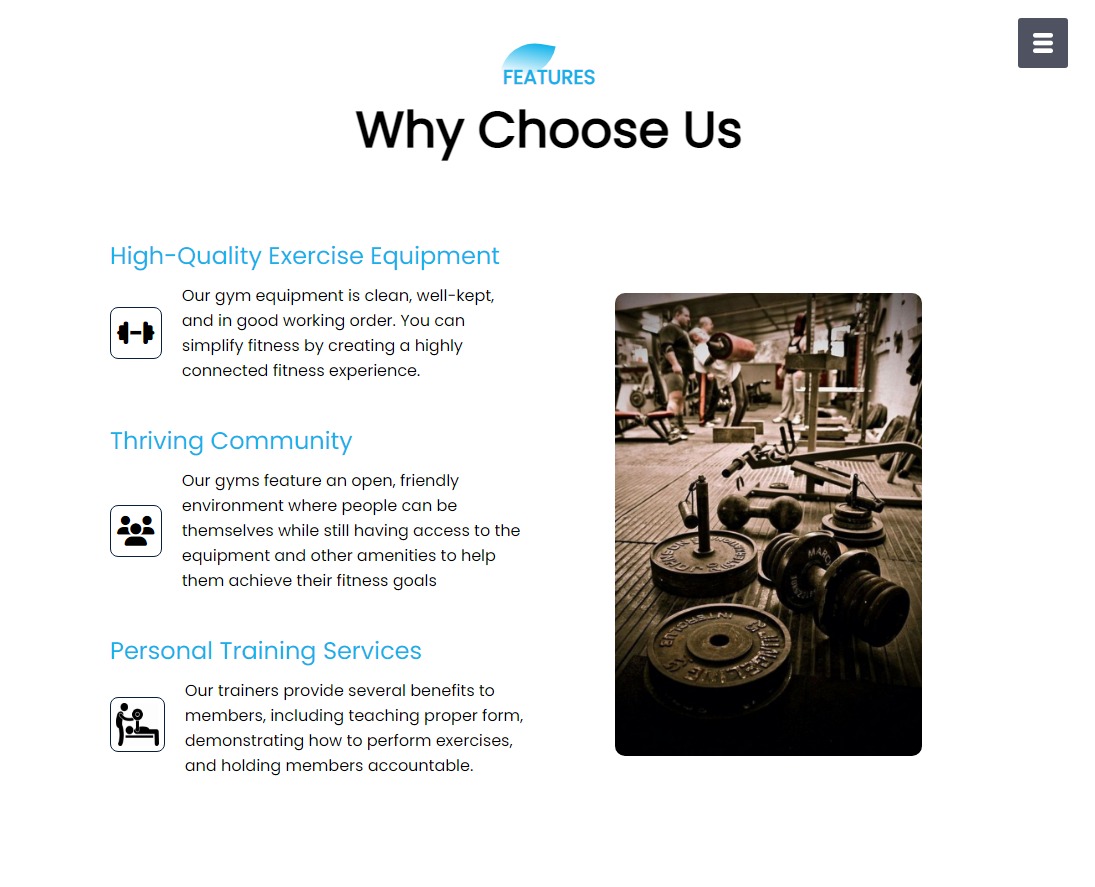 FEATURES
Why Choose Us
High-Quality Exercise Equipment
Our gym equipment is clean, well-kept,
and in good working order. You can
simplify fitness by creating a highly
connected fitness experience.
Thriving Community
Our gyms feature an open, friendly
environment where people can be
themselves while still having access to the
equipment and other amenities to help
them achieve their fitness goals
Personal Training Services
Our trainers provide several benefits to
members, including teaching proper form,
demonstrating how to perform exercises,
and holding members accountable.